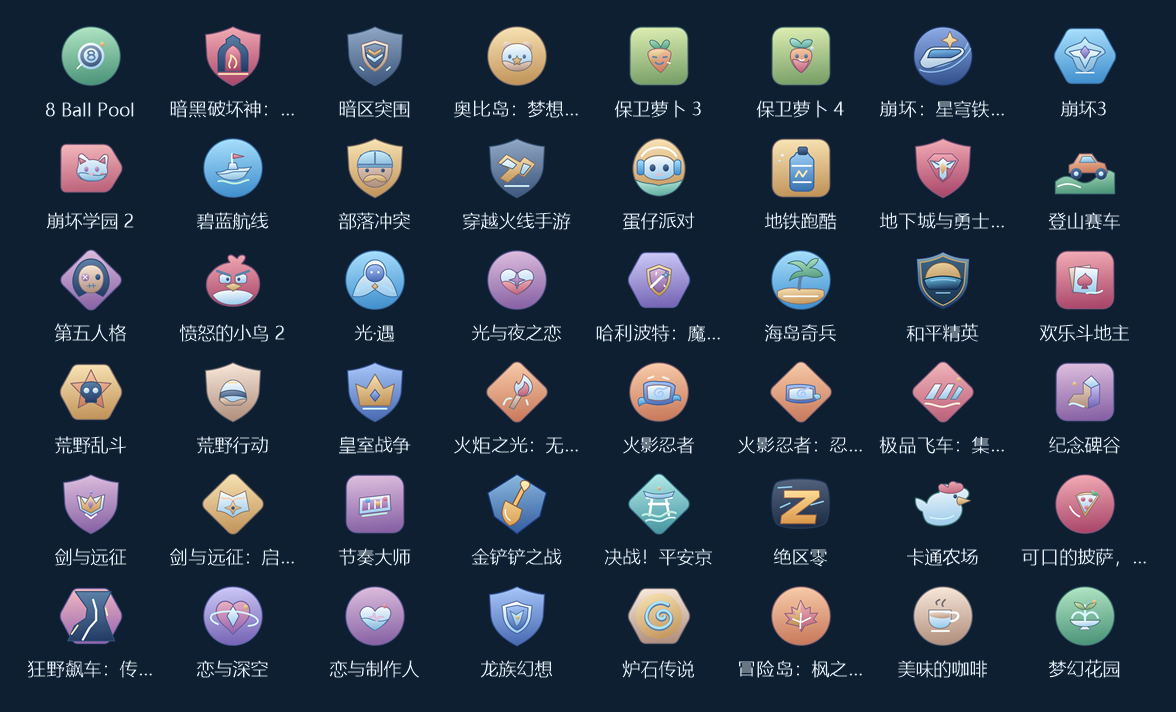 8 Ball Pool
暗黑破坏神：...
暗区突围
奥比岛：梦想...
保卫萝卜 3
保卫萝卜 4
崩坏：星穹铁...
崩坏3
崩坏学园 2
碧蓝航线
部落冲突
穿越火线手游
蛋仔派对
地铁跑酷
地下城与勇士...
登山赛车
第五人格
愤怒的小鸟 2
光·遇
光与夜之恋
哈利波特：魔...
海岛奇兵
和平精英
欢乐斗地主
荒野乱斗
荒野行动
皇室战争
火炬之光：无...
火影忍者
火影忍者：忍...
极品飞车：集...
纪念碑谷
剑与远征
剑与远征：启...
节奏大师
金铲铲之战
决战！平安京
绝区零
卡通农场
可口的披萨，...
狂野飙车：传...
恋与深空
恋与制作人
龙族幻想
炉石传说
冒险岛：枫之...
美味的咖啡
梦幻花园